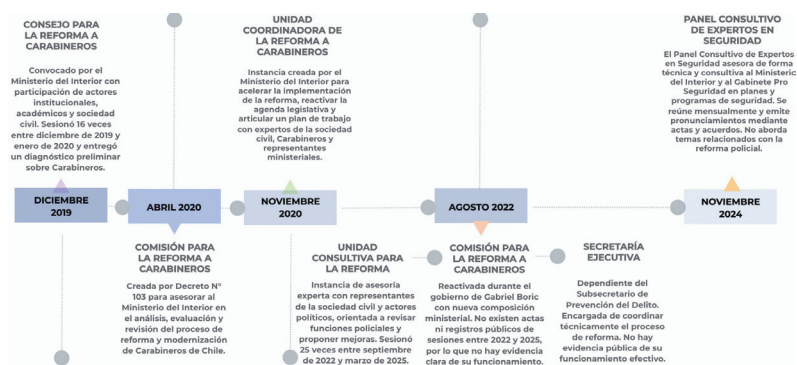 CONSEJO PARA
LA REFORMA A
CARABINEROS
Convocado por el
Ministerio del Interior con
participación de actores
institucionales,
académicos y sociedad
civil. Sesionó 16 veces
entre diciembre de 2019 y
enero de 2020 y entregó
un diagnóstico preliminar
sobre Carabineros.
UNIDAD
COORDINADORA DE
LA REFORMA A
CARABINEROS
Instancia creada por el
Ministerio del Interior para
acelerar la implementación
de la reforma, reactivar la
agenda legislativa y
articular un plan de trabajo
con expertos de la sociedad
civil, Carabineros y
representantes
ministeriales.
PANEL CONSULTIVO
DE EXPERTOS EN
SEGURIDAD
El Panel Consultivo de Expertos
en Seguridad asesora de forma
técnica y consultiva al Ministerio
del Interior y al Gabinete Pro
Seguridad en planes y
programas de seguridad. Se
reúne mensualmente y emite
pronunciamientos mediante
actas y acuerdos. No aborda
temas relacionados con la
reforma policial.
DICIEMBRE
2019
ABRIL 2020
NOVIEMBRE
2020
AGOSTO 2022
NOVIEMBRE
2024
COMISIÓN PARA
LA REFORMA A
CARABINEROS
Creada por Decreto N°
103 para asesorar al
Ministerio del Interior en
el análisis, evaluación y
revisión del proceso de
reforma y modernización
de Carabineros de Chile.
UNIDAD
CONSULTIVA PARA
LA REFORMA
Instancia de asesoría
experta con representantes
de la sociedad civil y actores
políticos, orientada a revisar
funciones policiales y
proponer mejoras. Sesionó
25 veces entre septiembre
de 2022 y marzo de 2025.
COMISIÓN PARA
LA REFORMA A
CARABINEROS
Reactivada durante el
gobierno de Gabriel Boric
con nueva composición
ministerial. No existen actas
ni registros públicos de
sesiones entre 2022 y 2025,
por lo que no hay evidencia
clara de su funcionamiento.
SECRETARÍA
EJECUTIVA
Dependiente del
Subsecretario de
Prevención del Delito.
Encargada de coordinar
técnicamente el proceso
de reforma. No hay
evidencia pública de su
funcionamiento efectivo.